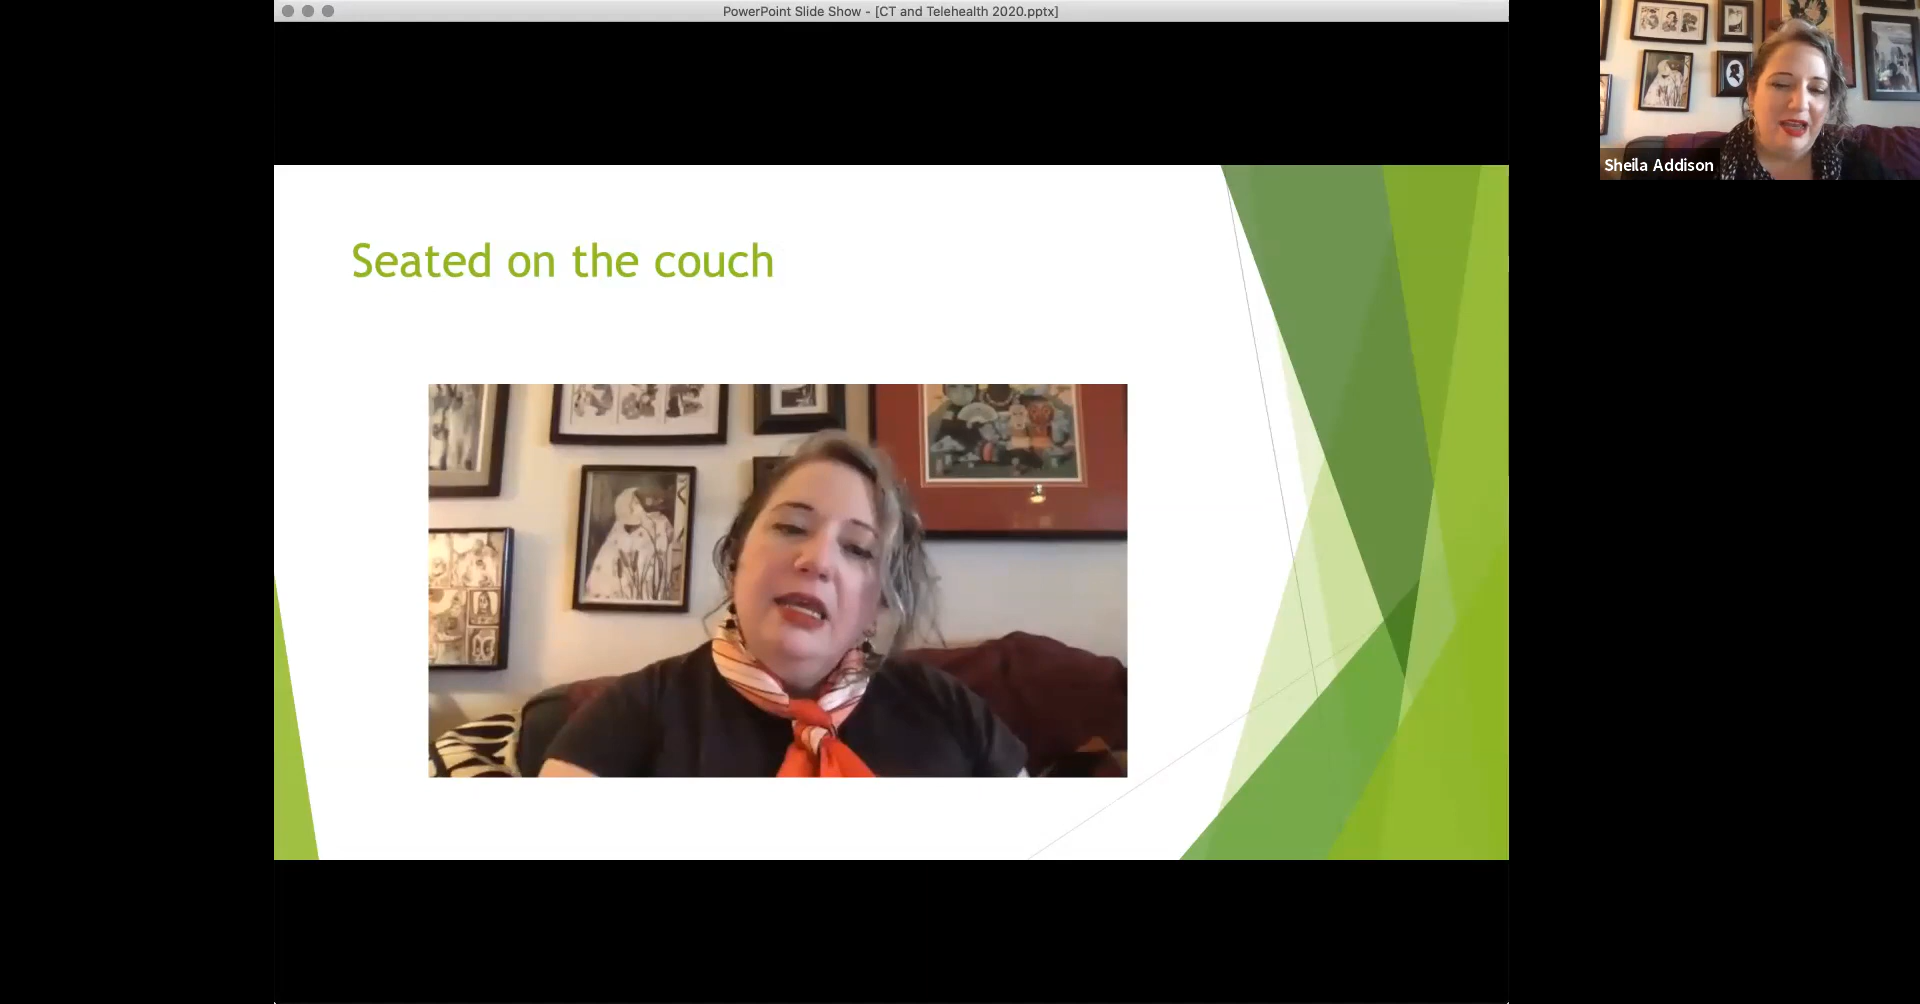 PowerPoint Slide Show - [CT and Telehealth 2020.pptx]
Sheila Addison
Seated on the couch